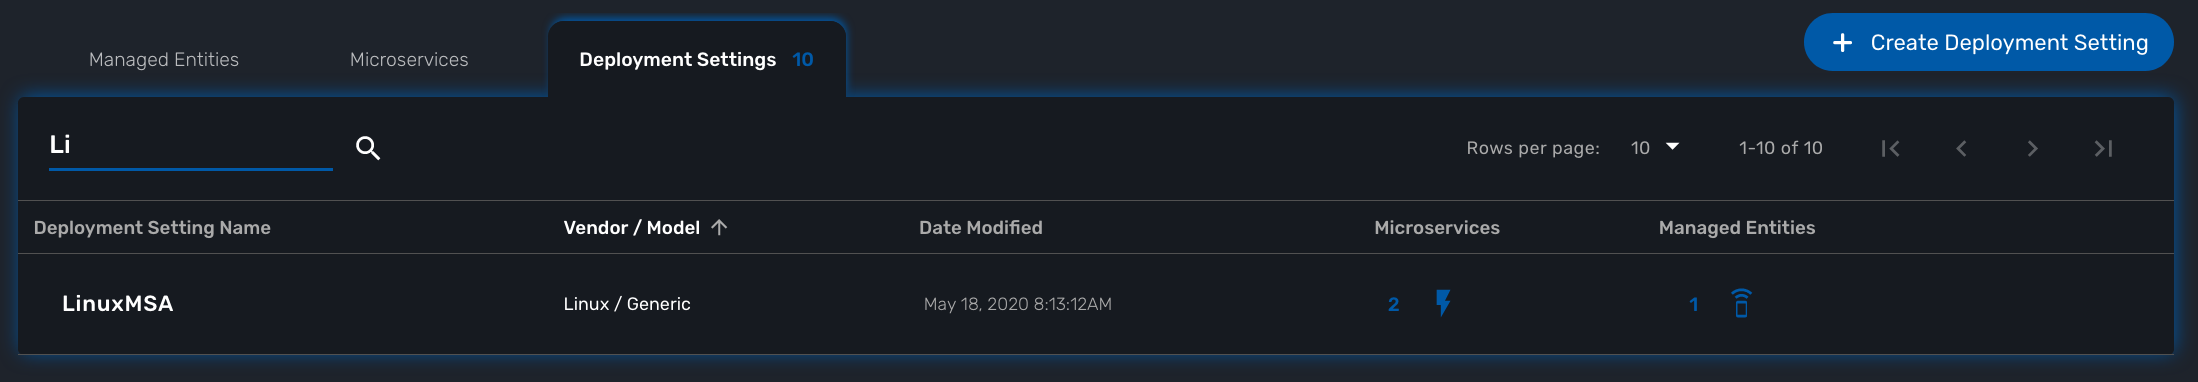 Managed Entities Microservices Deployment Settings 10 + Create Deployment Setting
Li Rows per page: 10 1-10 of 10
Deployment Setting Name Vendor / Model Date Modified Microservices Managed Entities
LinuxMSA Linux / Generic May 18, 2020 8:13:12AM 2 1